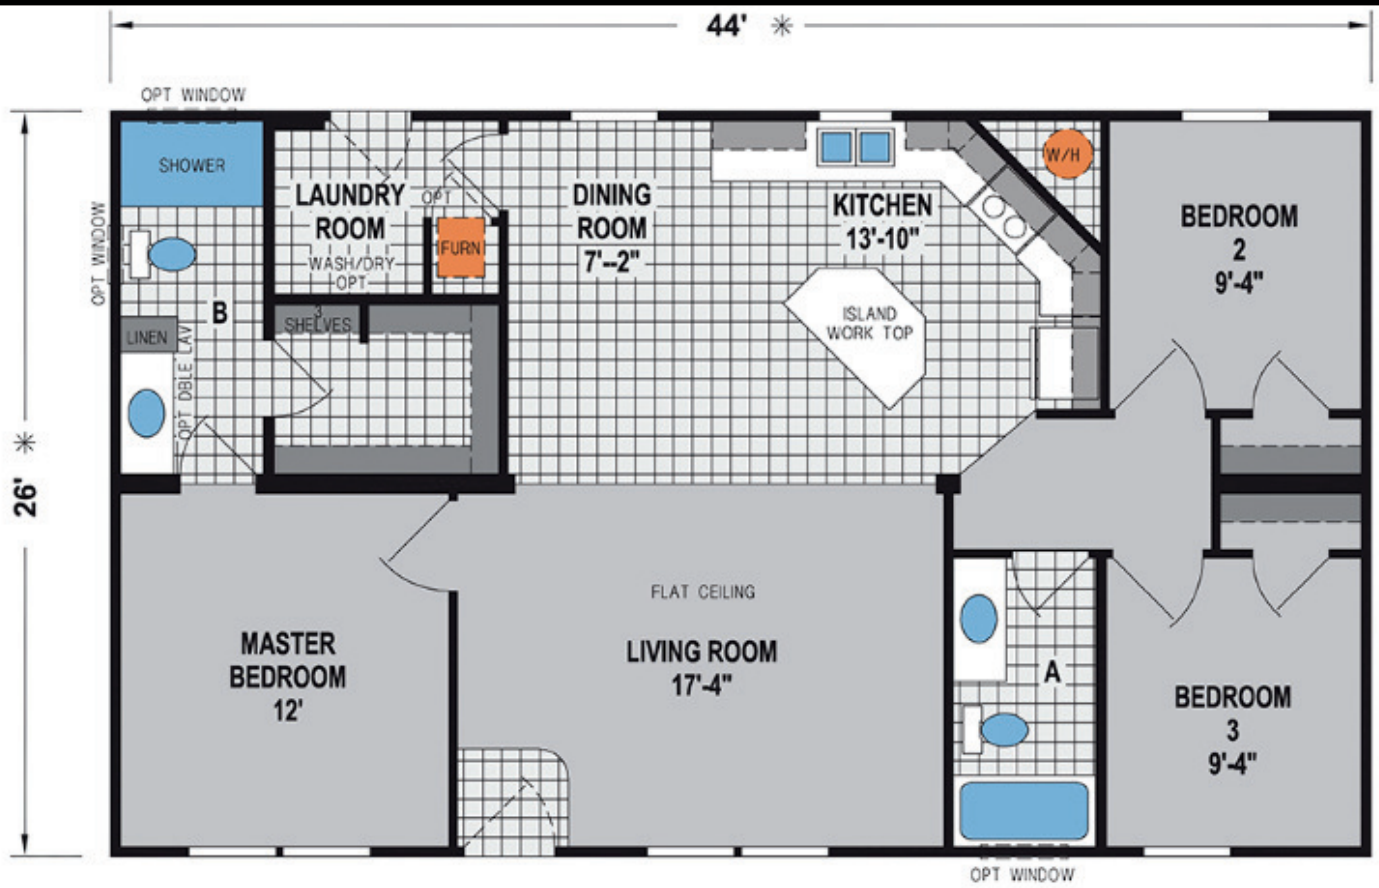 44' ✳
OPT WINDOW
SHOWER
W/H
LAUNDRY
ROOM
OPT
DINING
ROOM
7'--2"
KITCHEN
13'-10"
BEDROOM
2
9'-4"
OPT WINDOW
FURN
WASH/DRY
OPT
B
3
SHELVES
ISLAND
WORK TOP
LINEN
OPT DBLE LAV
26' ✳
FLAT CEILING
MASTER
BEDROOM
12'
LIVING ROOM
17'-4"
A
BEDROOM
3
9'-4"
OPT WINDOW